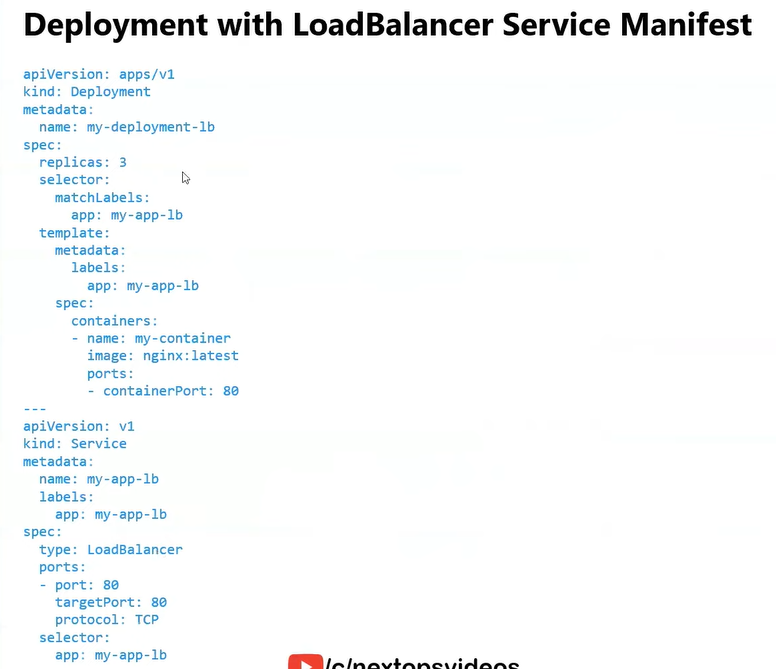 Deployment with LoadBalancer Service Manifest
apiVersion: apps/v1
kind: Deployment
metadata:
  name: my-deployment-lb
spec:
  replicas: 3
  selector:
    matchLabels:
      app: my-app-lb
  template:
    metadata:
      labels:
        app: my-app-lb
    spec:
      containers:
      - name: my-container
        image: nginx:latest
        ports:
        - containerPort: 80
---
apiVersion: v1
kind: Service
metadata:
  name: my-app-lb
  labels:
    app: my-app-lb
spec:
  type: LoadBalancer
  ports:
  - port: 80
    targetPort: 80
    protocol: TCP
  selector:
    app: my-app-lb
/c/nextopsvideos